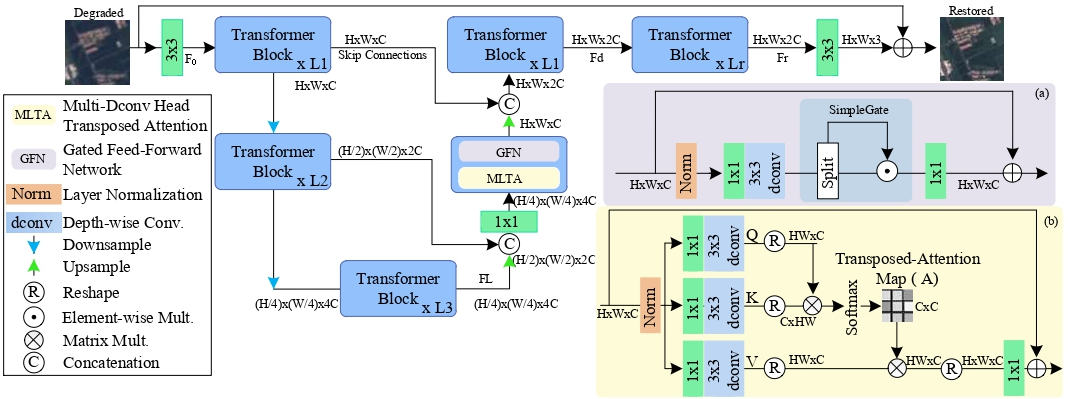 Degraded
3x3
F₀
Transformer
Block
x L1
HxWxC
Skip Connections
HxWxC
Transformer
Block
x L1
HxWx2C
Fd
Transformer
Block
x Lr
HxWx2C
Fr
3x3
HxWx3
Restored
HxWx2C
C
HxWxC
GFN
MLTA
(H/4)x(W/4)x4C
1x1
C
(H/2)x(W/2)x2C
Transformer
Block
x L2
(H/2)x(W/2)x2C
(H/4)x(W/4)x4C
Transformer
Block
x L3
FL
(H/4)x(W/4)x4C
MLTA
Multi-Dconv Head
Transposed Attention
GFN
Gated Feed-Forward
Network
Norm
Layer Normalization
dconv
Depth-wise Conv.
Downsample
Upsample
R
Reshape
Element-wise Mult.
Matrix Mult.
C
Concatenation
(a)
SimpleGate
HxWxC
Norm
1x1
3x3
dconv
Split
1x1
HxWxC
(b)
HxWxC
Norm
1x1
3x3
dconv
Q
R
HWxC
1x1
3x3
dconv
K
R
CxHW
Softmax
Transposed-Attention
Map ( A)
CxC
1x1
3x3
dconv
V
R
HWxC
HWxC
R
HxWxC
1x1